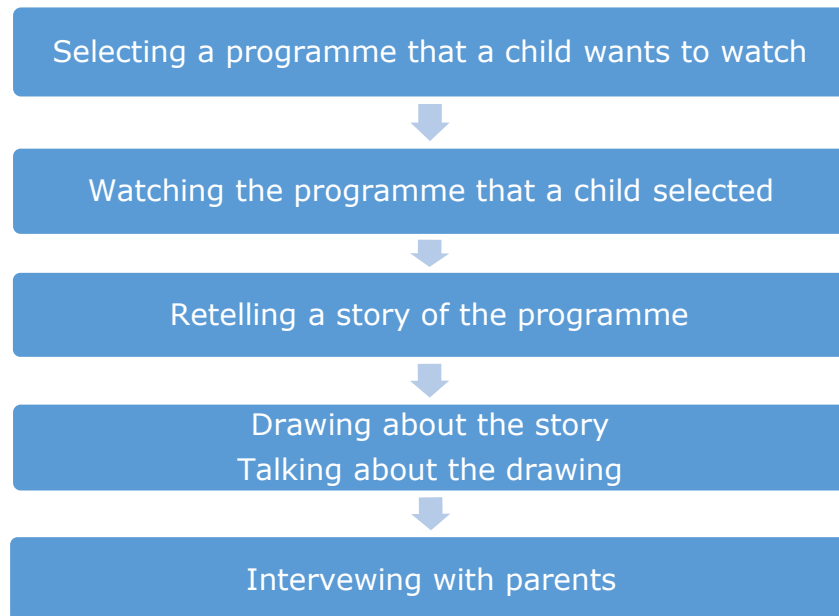 Selecting a programme that a child wants to watch
Watching the programme that a child selected
Retelling a story of the programme
Drawing about the story
Talking about the drawing
Intervewing with parents